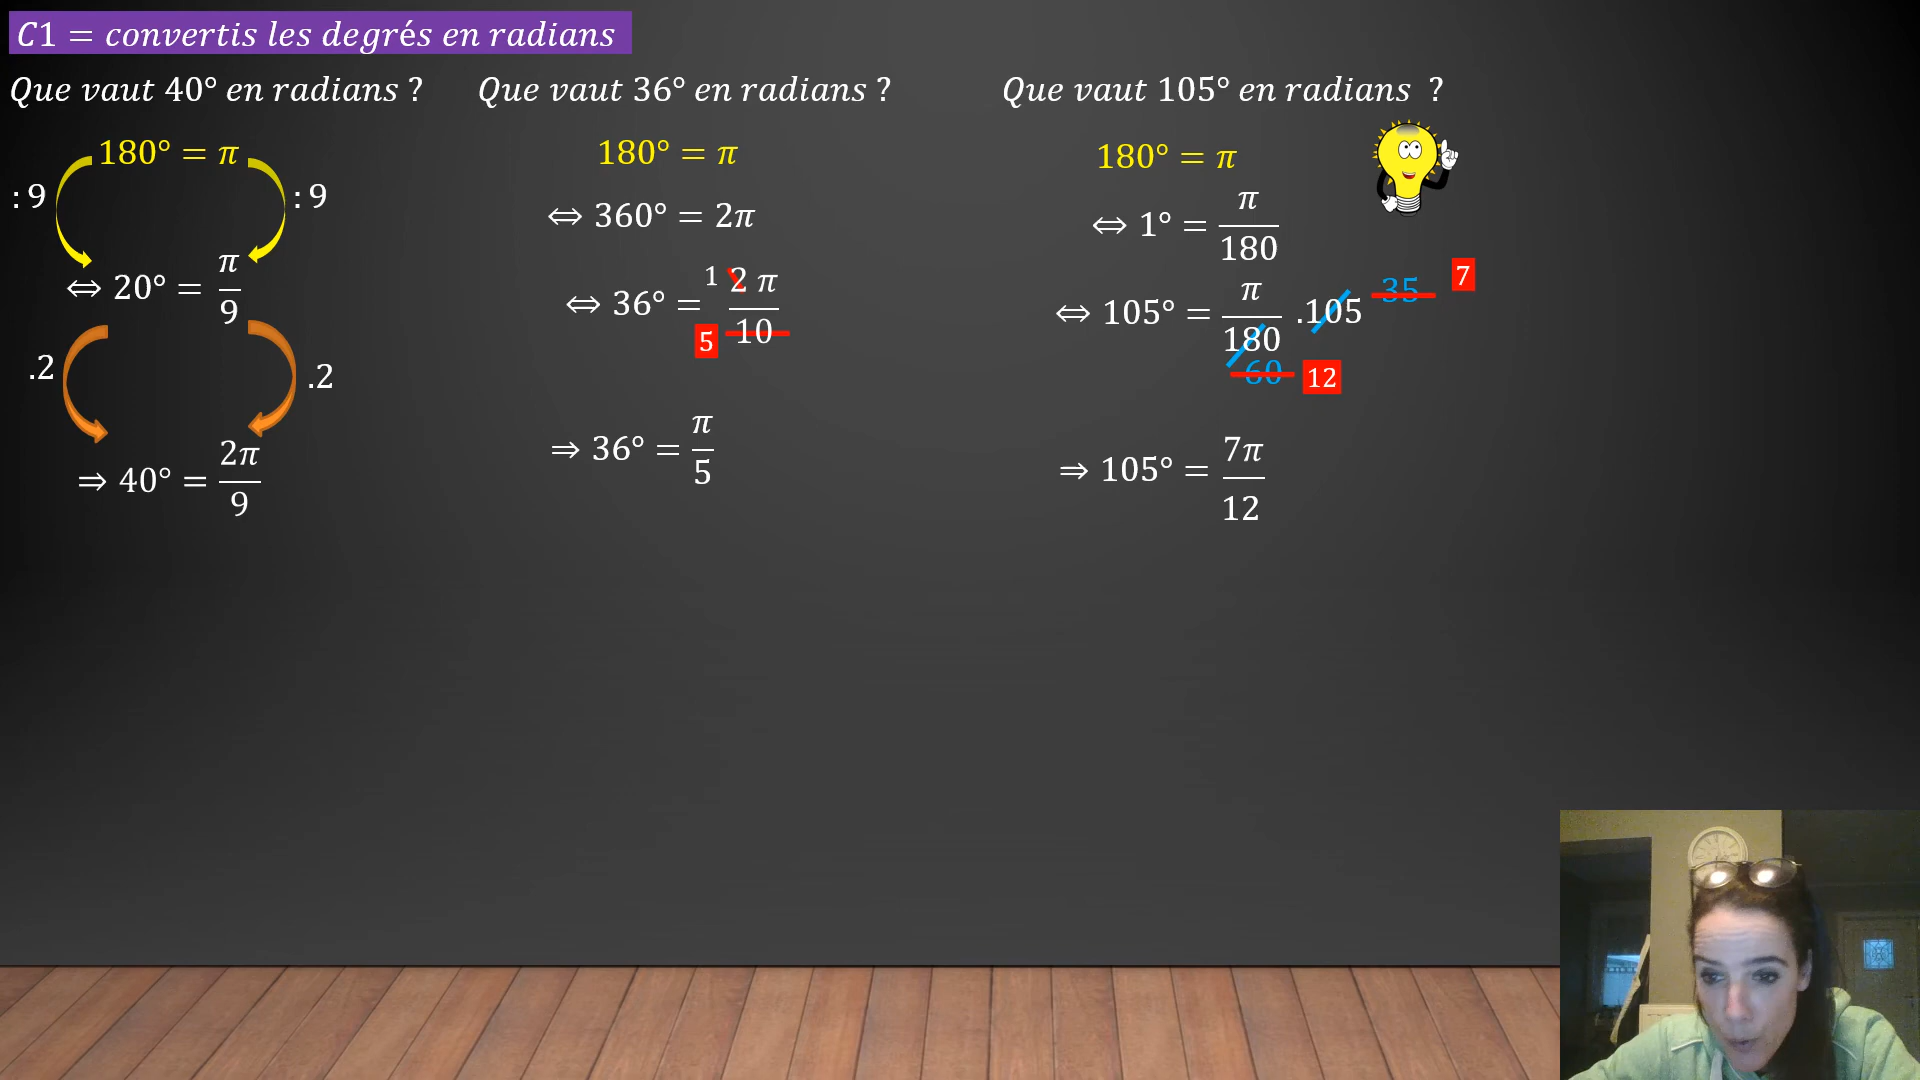 C1 = convertis les degrés en radians
Que vaut 40° en radians ?
180° = π
: 9
: 9
⇔ 20° = π/9
.2
.2
⇒ 40° = 2π/9
Que vaut 36° en radians ?
180° = π
⇔ 360° = 2π
⇔ 36° = 2 π/10
1
5
⇒ 36° = π/5
Que vaut 105° en radians ?
180° = π
⇔ 1° = π/180
⇔ 105° = π/180 .105
35
7
60
12
⇒ 105° = 7π/12